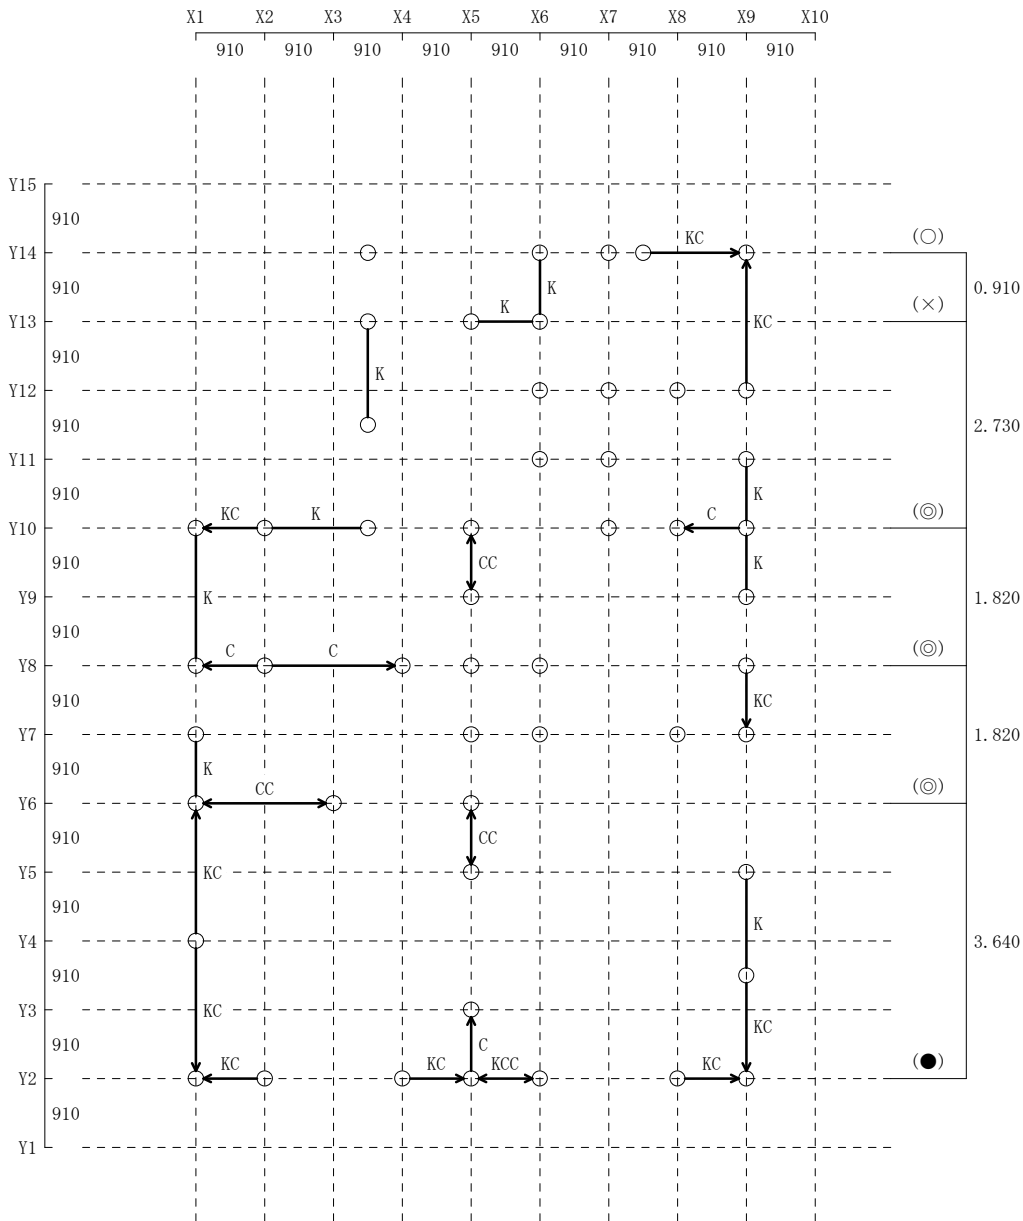 X1 X2 X3 X4 X5 X6 X7 X8 X9 X10
910 910 910 910 910 910 910 910 910
Y15
910
Y14 KC (○)
910 K 0.910
Y13 K (×)
KC
910 K
Y12
910 2.730
Y11
910 K
Y10 KC K C (◎)
910 CC K
Y9 K 1.820
910
Y8 C C (◎)
910 KC
Y7 1.820
910 K
Y6 CC (◎)
910 CC
Y5
910 KC
K
Y4 3.640
910
Y3 KC
KC
910 C
Y2 KC KC KCC KC (●)
910
Y1